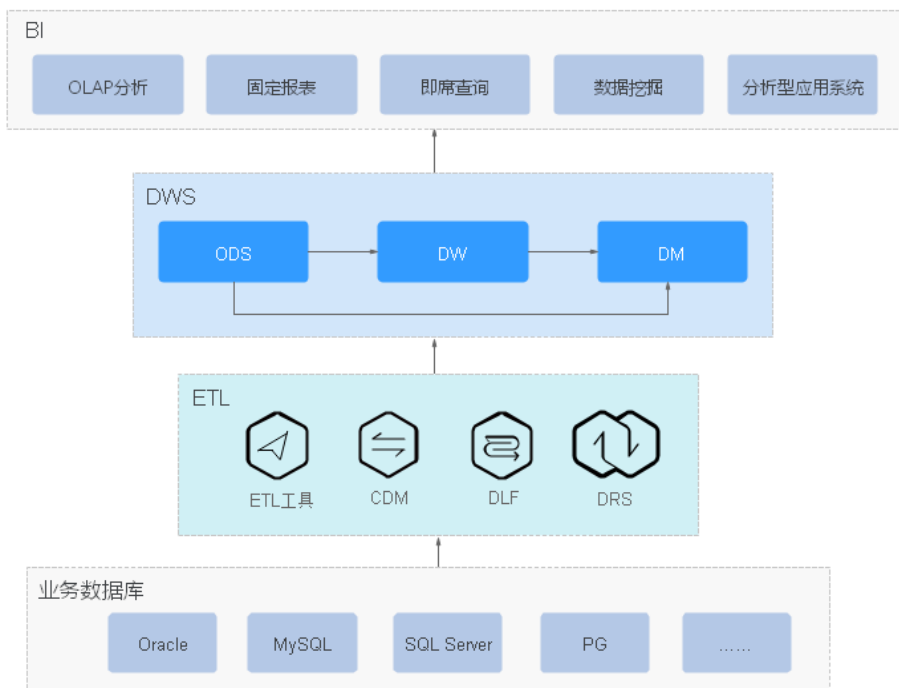 BI
OLAP分析
固定报表
即席查询
数据挖掘
分析型应用系统
DWS
ODS
DW
DM
ETL
ETL工具
CDM
DLF
DRS
业务数据库
Oracle
MySQL
SQL Server
PG
……